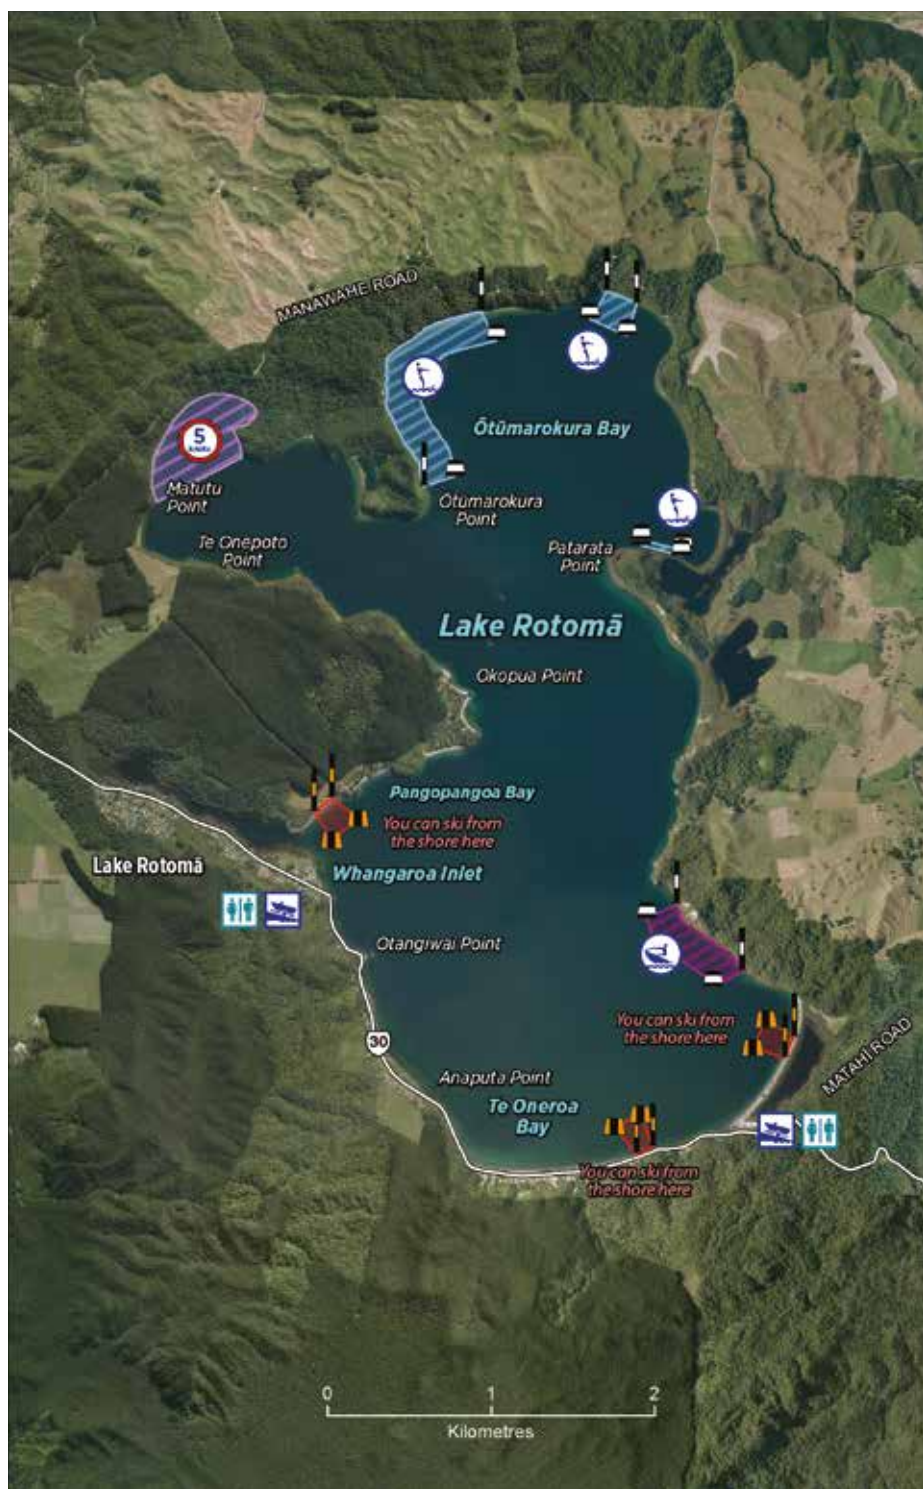 MANAWAHE ROAD
5
Ōtūmarokura Bay
Matutu
Point
Ōtūmarokura
Point
Te Onepoto
Point
Patarata
Point
Lake Rotomā
Okopua Point
Pangopangoa Bay
You can ski from
the shore here
Lake Rotomā
Whangaroa Inlet
Otangiwai Point
You can ski from
the shore here
30
MATAHI ROAD
Anaputa Point
Te Oneroa
Bay
You can ski from
the shore here
0 1 2
Kilometres